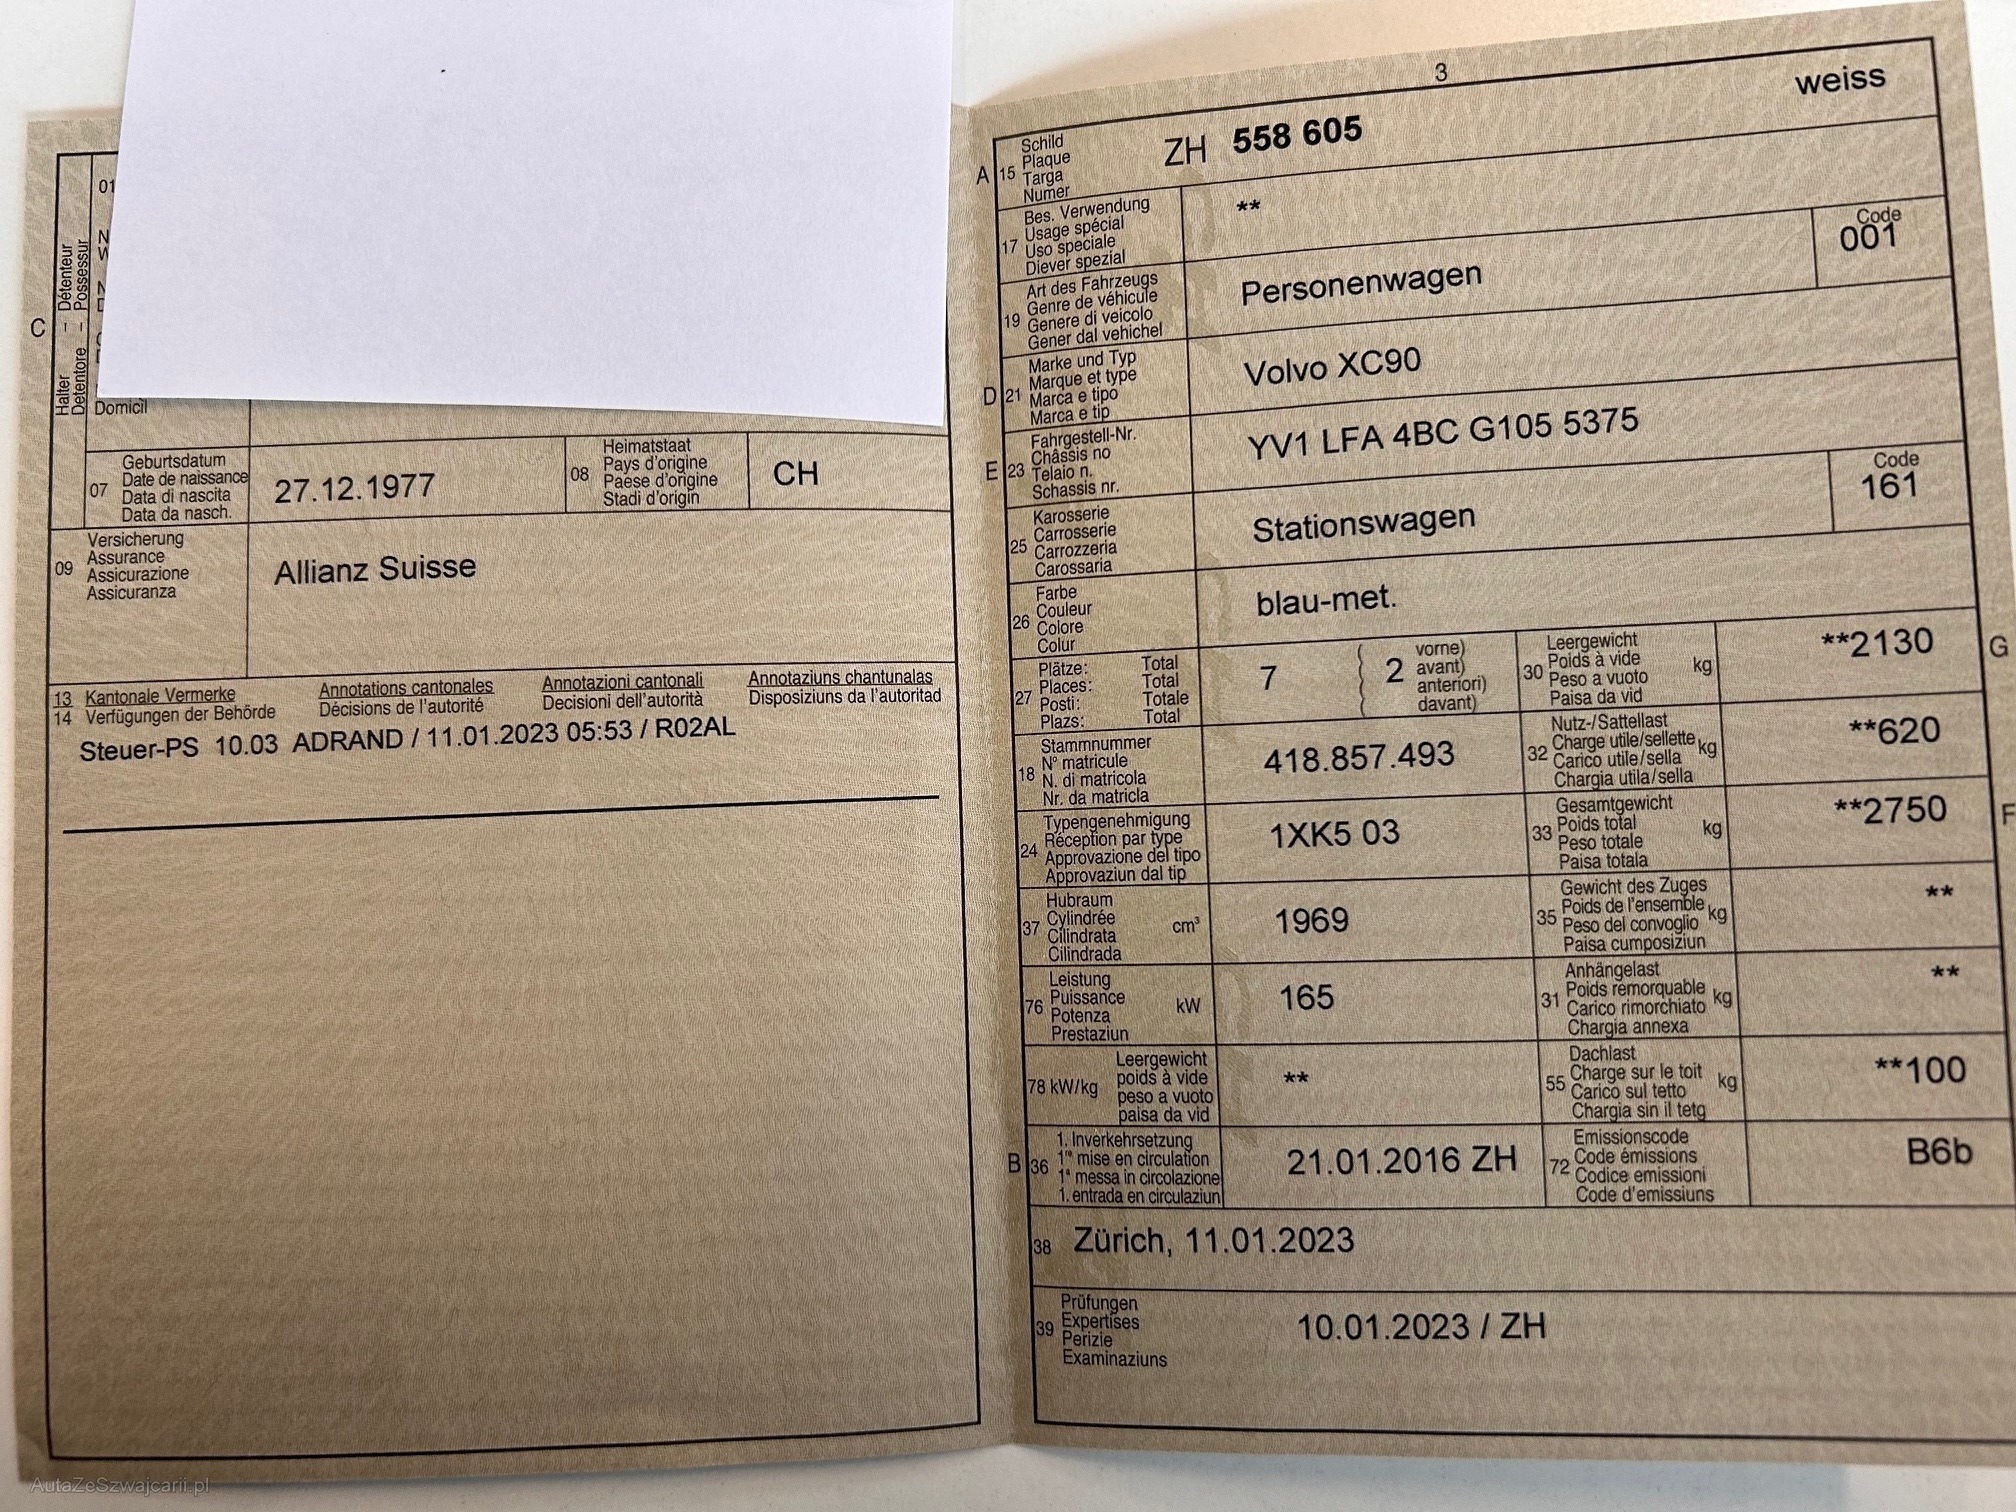 01
N
W
N
D
C
Halter – Détenteur
Detentore – Possessur
Domicil
07
Geburtsdatum
Date de naissance
Data di nascita
Data da nasch.
27.12.1977
08
Heimatstaat
Pays d'origine
Paese d'origine
Stadi d'origin
CH
09
Versicherung
Assurance
Assicurazione
Assicuranza
Allianz Suisse
13 Kantonale Vermerke Annotations cantonales Annotazioni cantonali Annotaziuns chantunalas
14 Verfügungen der Behörde Décisions de l'autorité Decisioni dell'autorità Disposiziuns da l'autoritad
Steuer-PS 10.03 ADRAND / 11.01.2023 05:53 / R02AL
3
weiss
A 15
Schild
Plaque
Targa
Numer
ZH 558 605
17
Bes. Verwendung
Usage spécial
Uso speciale
Diever spezial
**
19
Art des Fahrzeugs
Genre de véhicule
Genere di veicolo
Gener dal vehichel
Personenwagen
Code
001
D 21
Marke und Typ
Marque et type
Marca e tipo
Marca e tip
Volvo XC90
E 23
Fahrgestell-Nr.
Châssis no
Telaio n.
Schassis nr.
YV1 LFA 4BC G105 5375
25
Karosserie
Carrosserie
Carrozzeria
Carossaria
Stationswagen
Code
161
26
Farbe
Couleur
Colore
Colur
blau-met.
27
Plätze: Total
Places: Total
Posti: Totale
Plazs: Total
7
2
vorne)
avant)
anteriori)
davant)
30
Leergewicht
Poids à vide
Peso a vuoto
Paisa da vid
kg
**2130
G
18
Stammnummer
N° matricule
N. di matricola
Nr. da matricla
418.857.493
32
Nutz-/Sattellast
Charge utile/sellette
Carico utile/sella
Chargia utila/sella
kg
**620
24
Typengenehmigung
Réception par type
Approvazione del tipo
Approvaziun dal tip
1XK5 03
33
Gesamtgewicht
Poids total
Peso totale
Paisa totala
kg
**2750
F
37
Hubraum
Cylindrée
Cilindrata
Cilindrada
cm³
1969
35
Gewicht des Zuges
Poids de l'ensemble
Peso del convoglio
Paisa cumposiziun
kg
**
76
Leistung
Puissance
Potenza
Prestaziun
kW
165
31
Anhängelast
Poids remorquable
Carico rimorchiato
Chargia annexa
kg
**
78 kW/kg
Leergewicht
poids à vide
peso a vuoto
paisa da vid
**
55
Dachlast
Charge sur le toit
Carico sul tetto
Chargia sin il tetg
kg
**100
B 36
1. Inverkehrsetzung
1re mise en circulation
1a messa in circolazione
1. entrada en circulaziun
21.01.2016 ZH
72
Emissionscode
Code émissions
Codice emissioni
Code d'emissiuns
B6b
38 Zürich, 11.01.2023
39
Prüfungen
Expertises
Perizie
Examinaziuns
10.01.2023 / ZH
AutaZeSzwajcarii.pl